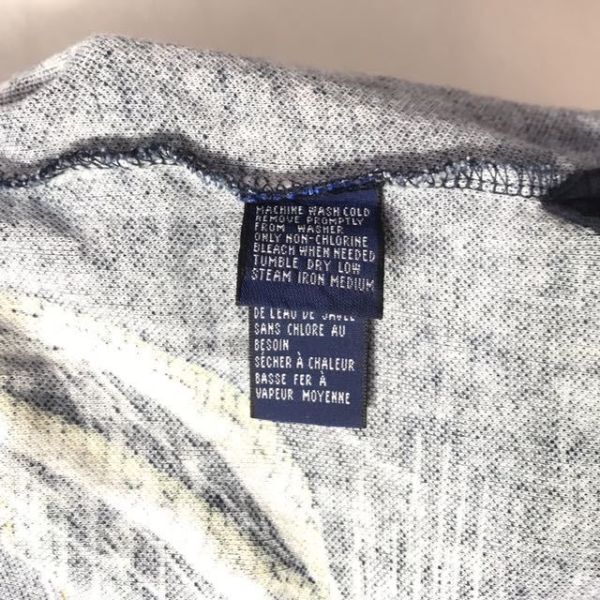 MACHINE WASH COLD
REMOVE PROMPTLY
FROM WASHER
ONLY NON-CHLORINE
BLEACH WHEN NEEDED
TUMBLE DRY LOW
STEAM IRON MEDIUM
DE L'EAU DE
SANS CHLORE AU
BESOIN
SÉCHER À CHALEUR
BASSE FER À
VAPEUR MOYENNE